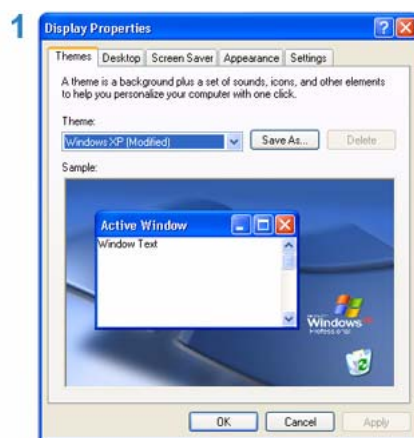 1
Display Properties
Themes Desktop Screen Saver Appearance Settings
A theme is a background plus a set of sounds, icons, and other elements
to help you personalize your computer with one click.
Theme:
Windows XP (Modified) Save As... Delete
Sample:
Active Window
Window Text
Windows
Professional
OK Cancel Apply